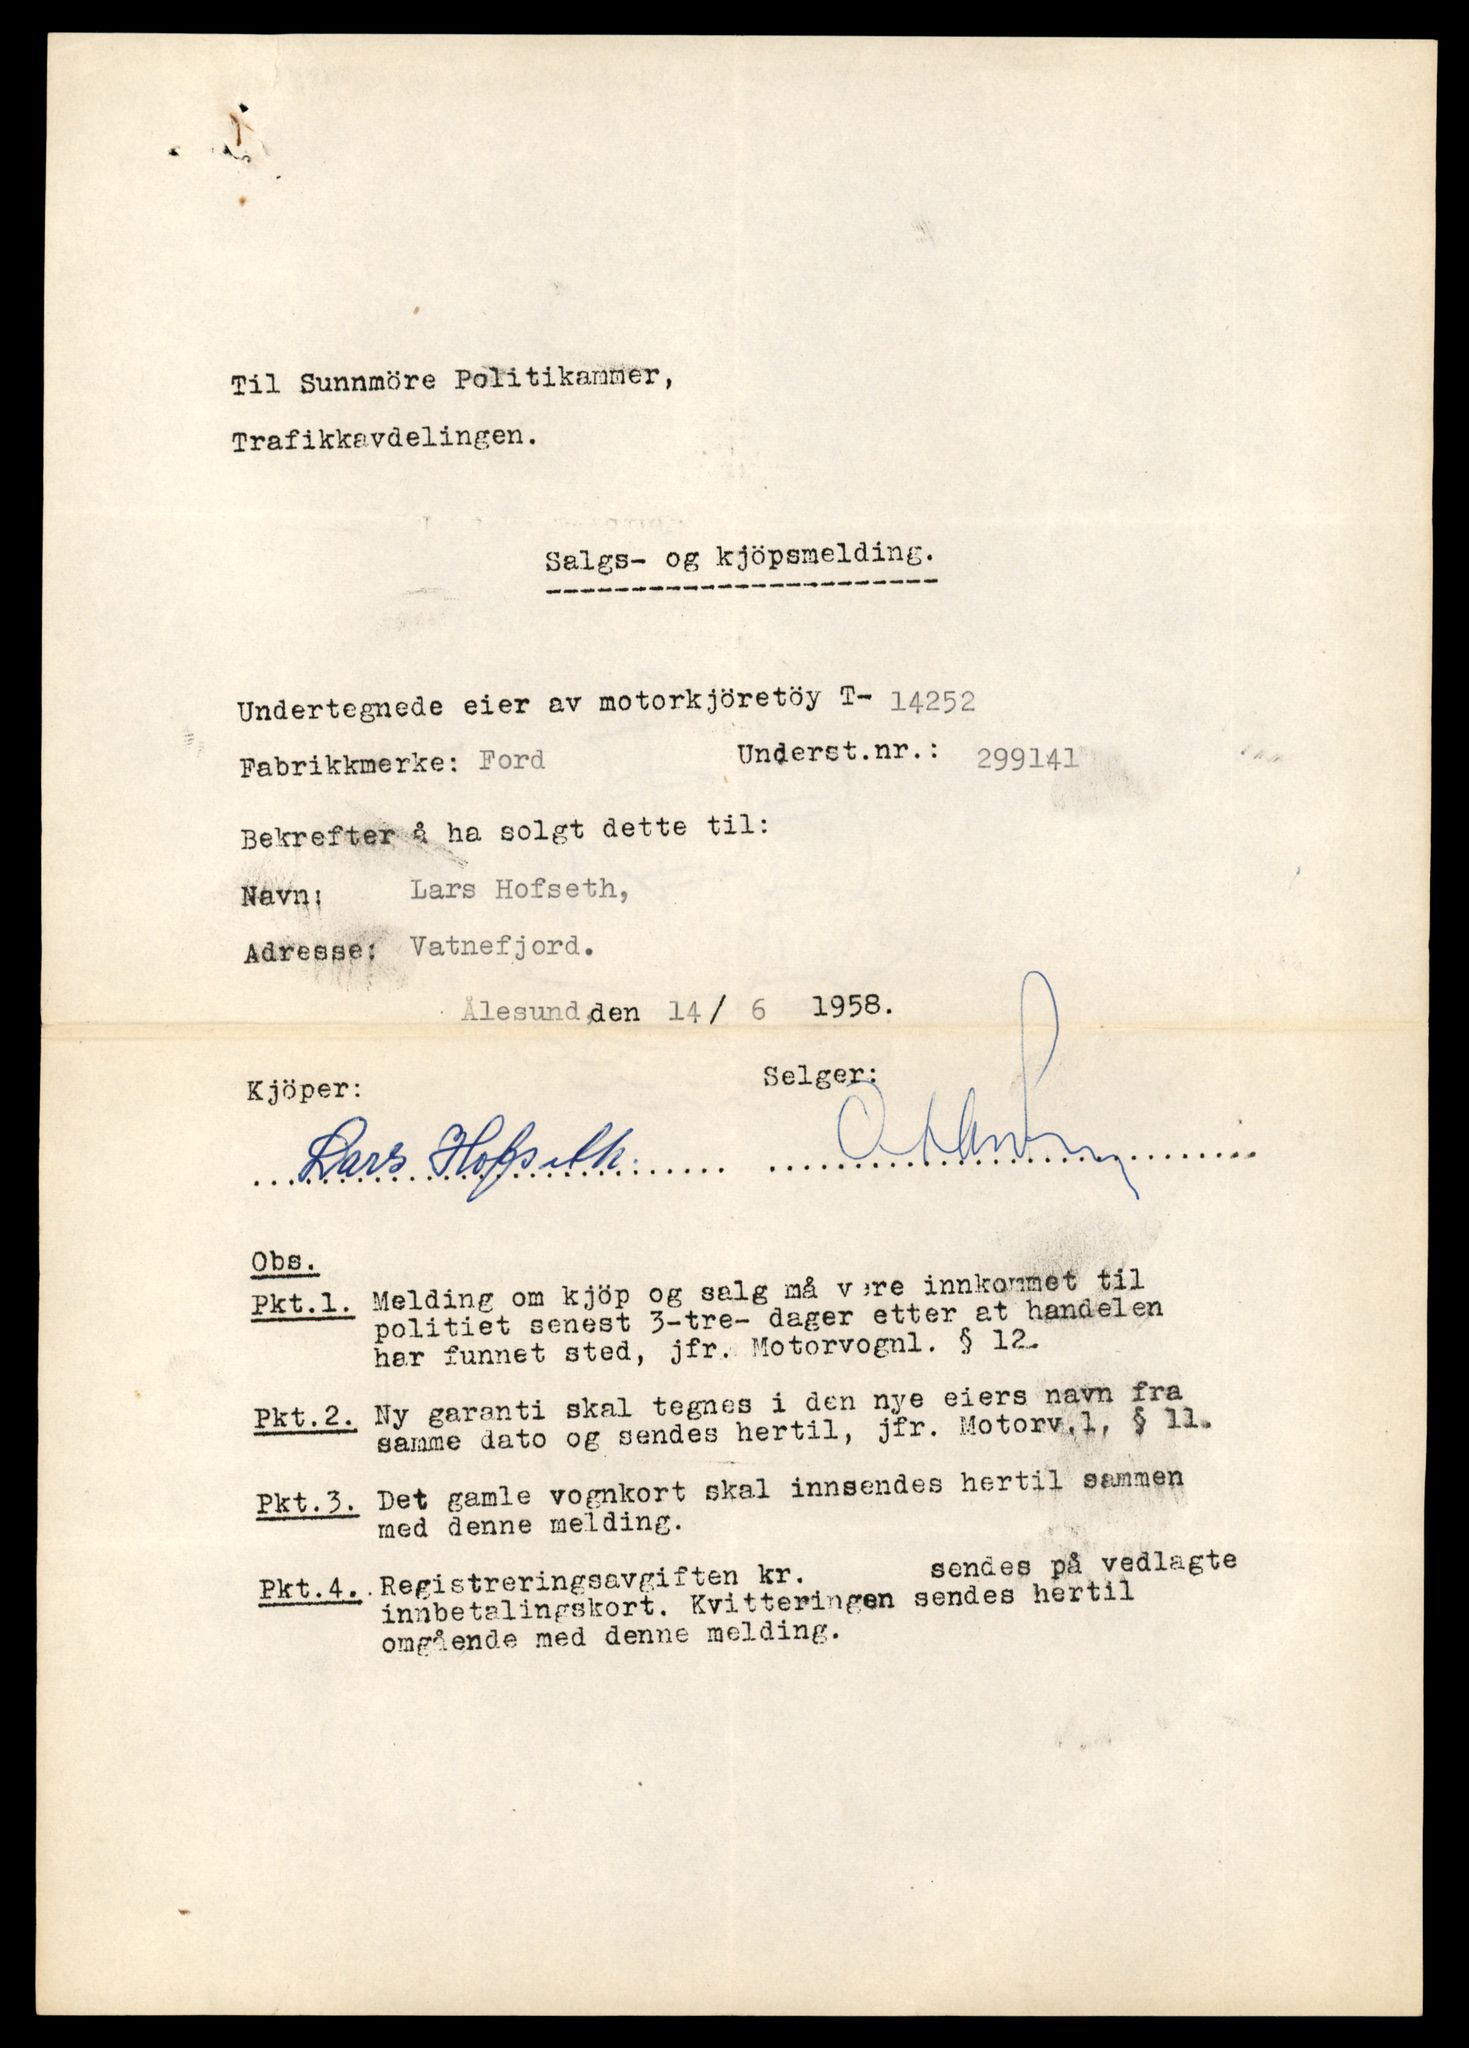 Til Sunnmöre Politikammer,
Trafikkavdelingen.
Salgs- og kjöpsmelding.
Undertegnede eier av motorkjöretöy T- 14252
Fabrikkmerke: Ford Underst.nr.: 299141
Bekrefter å ha solgt dette til:
Navn: Lars Hofseth,
Adresse: Vatnefjord.
Ålesund, den 14/ 6 1958.
Kjöper: Selger:
Lars Hofseth
Obs.
Pkt.1. Melding om kjöp og salg må være innkommet til
politiet senest 3-tre- dager etter at handelen
har funnet sted, jfr. Motorvognl. § 12.
Pkt.2. Ny garanti skal tegnes i den nye eiers navn fra
samme dato og sendes hertil, jfr. Motorv.l, § 11.
Pkt.3. Det gamle vognkort skal innsendes hertil sammen
med denne melding.
Pkt.4. Registreringsavgiften kr. sendes på vedlagte
innbetalingskort. Kvitteringen sendes hertil
omgående med denne melding.